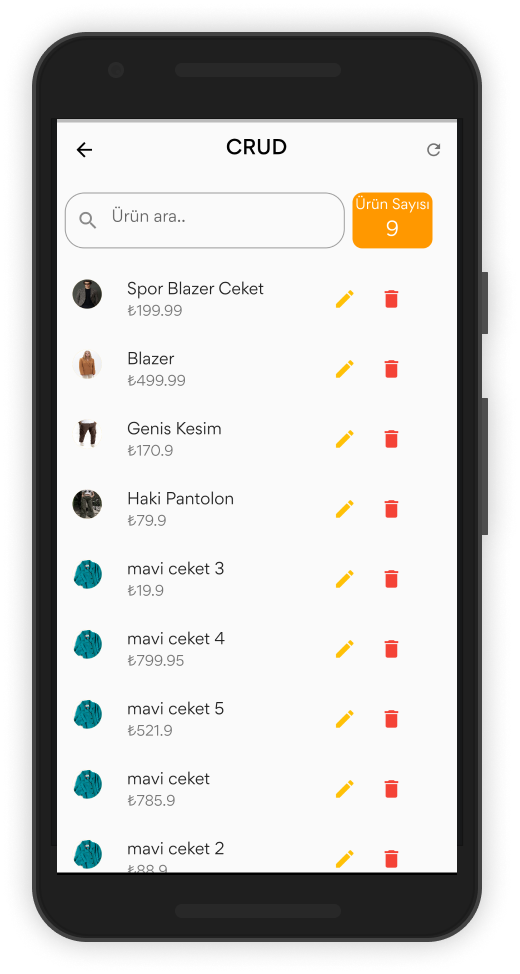 CRUD
Ürün ara..
Ürün Sayısı
9
Spor Blazer Ceket
₺199.99
Blazer
₺499.99
Genis Kesim
₺170.9
Haki Pantolon
₺79.9
mavi ceket 3
₺19.9
mavi ceket 4
₺799.95
mavi ceket 5
₺521.9
mavi ceket
₺785.9
mavi ceket 2
₺88.9